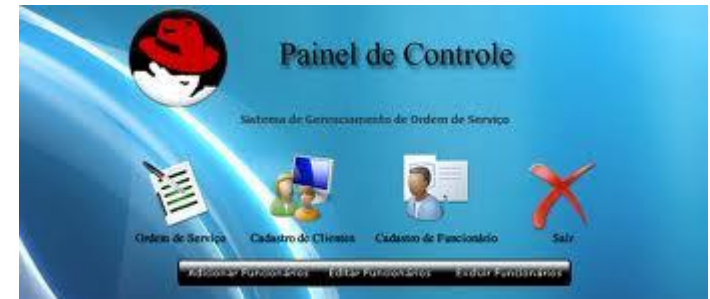 Painel de Controle
Sistema de Gerenciamento de Ordem de Serviço
Ordem de Serviço Cadastro de Clientes Cadastro de Funcionário Sair
Adicionar Funcionários Editar Funcionários Excluir Funcionários